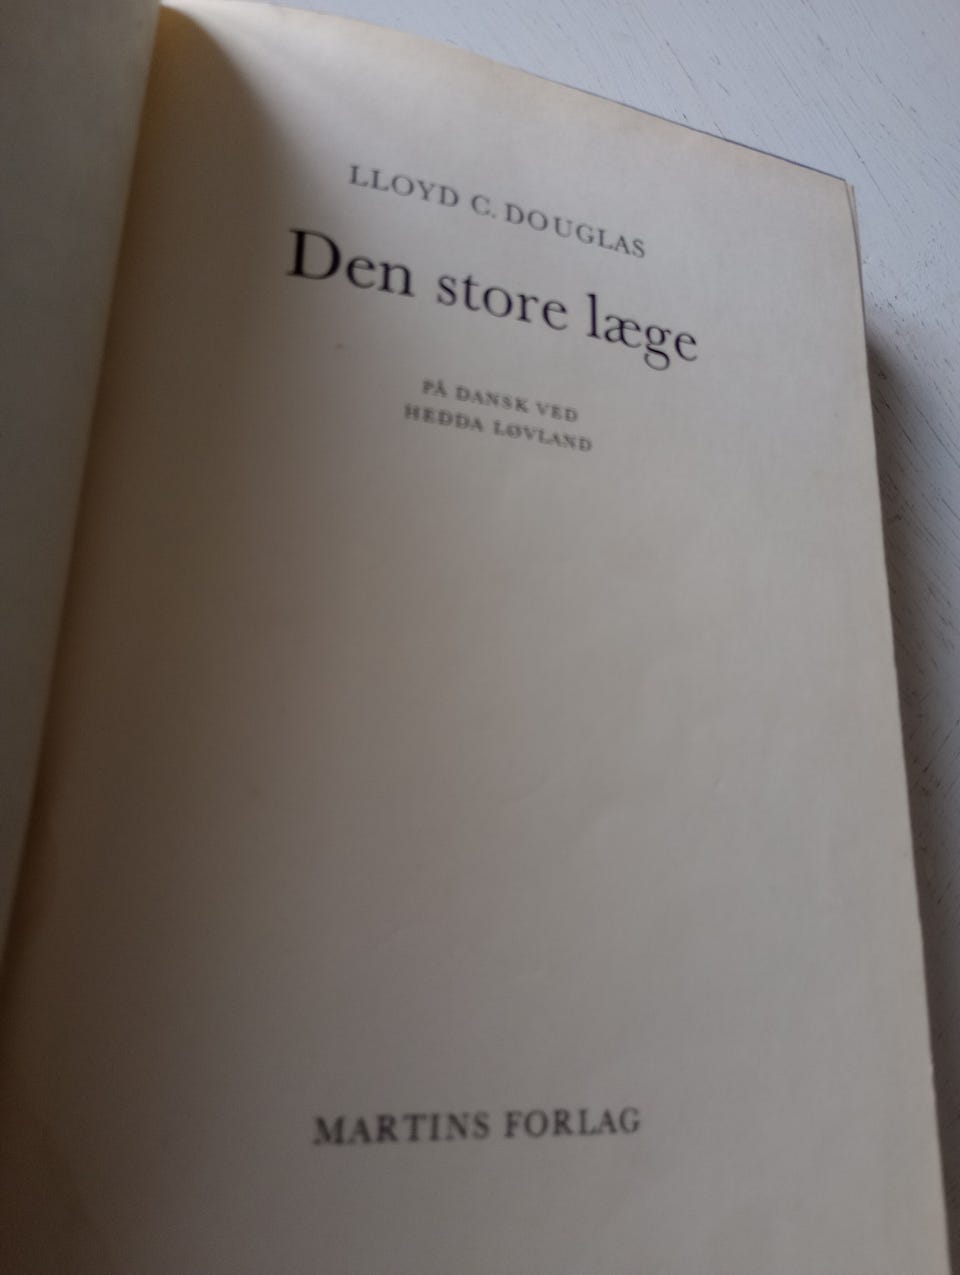 LLOYD C. DOUGLAS
Den store læge
PÅ DANSK VED
HEDDA LØVLAND
MARTINS FORLAG